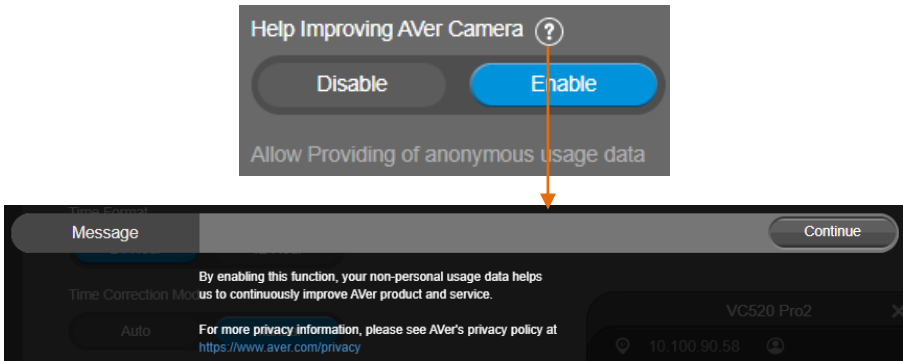 Help Improving AVer Camera ?
Disable Enable
Allow Providing of anonymous usage data
Time Format
Message Continue
By enabling this function, your non-personal usage data helps
Time Correction Mod us to continuously improve AVer product and service.
VC520 Pro2
Auto For more privacy information, please see AVer's privacy policy at
https://www.aver.com/privacy 10.100.90.58